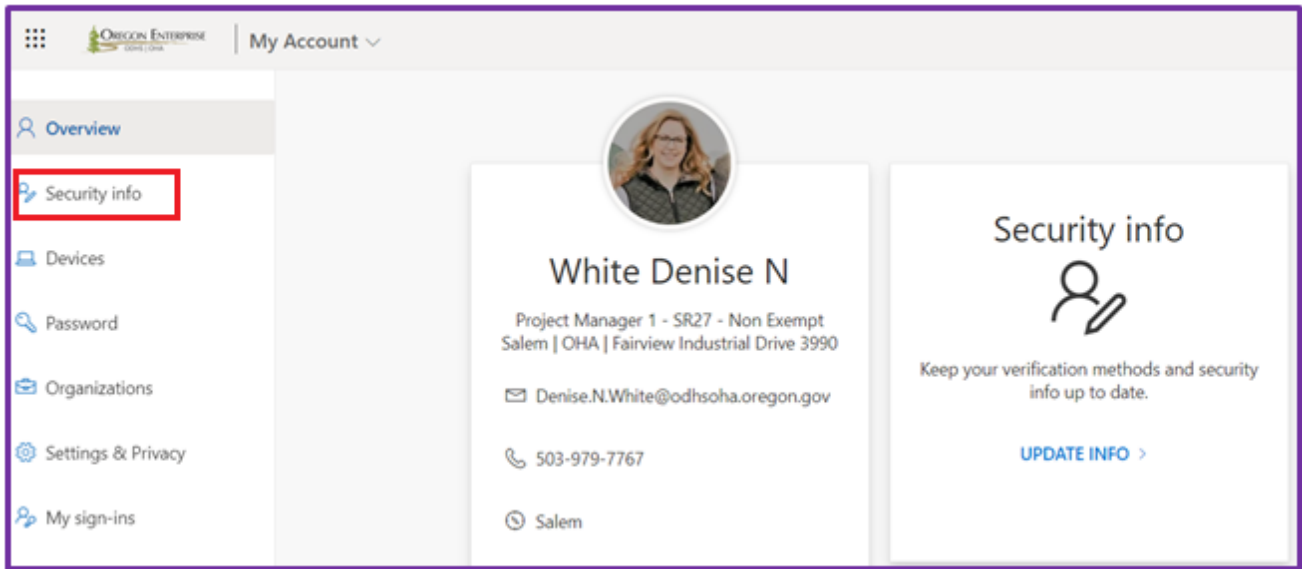 OREGON ENTERPRISE
ODHS | OHA
My Account
Overview
Security info
Devices
Password
Organizations
Settings & Privacy
My sign-ins
White Denise N
Project Manager 1 - SR27 - Non Exempt
Salem | OHA | Fairview Industrial Drive 3990
Denise.N.White@odhsoha.oregon.gov
503-979-7767
Salem
Security info
Keep your verification methods and security
info up to date.
UPDATE INFO >